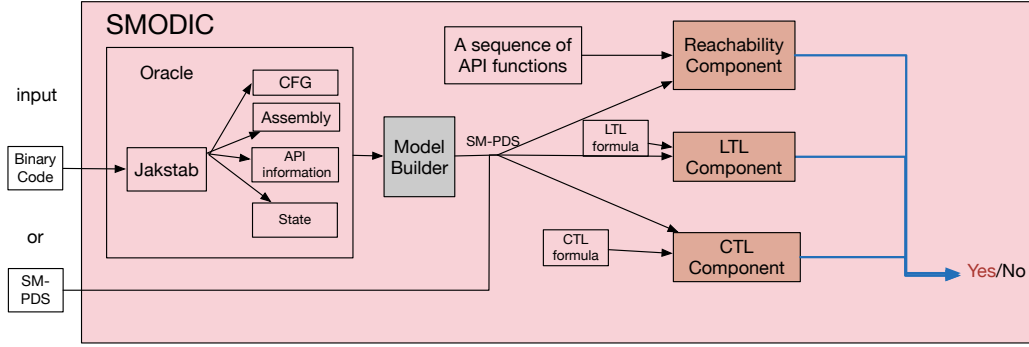 SMODIC
input
Binary
Code
or
SM-
PDS
Oracle
Jakstab
CFG
Assembly
API
information
State
Model
Builder
SM-PDS
A sequence of
API functions
LTL
formula
CTL
formula
Reachability
Component
LTL
Component
CTL
Component
Yes/No